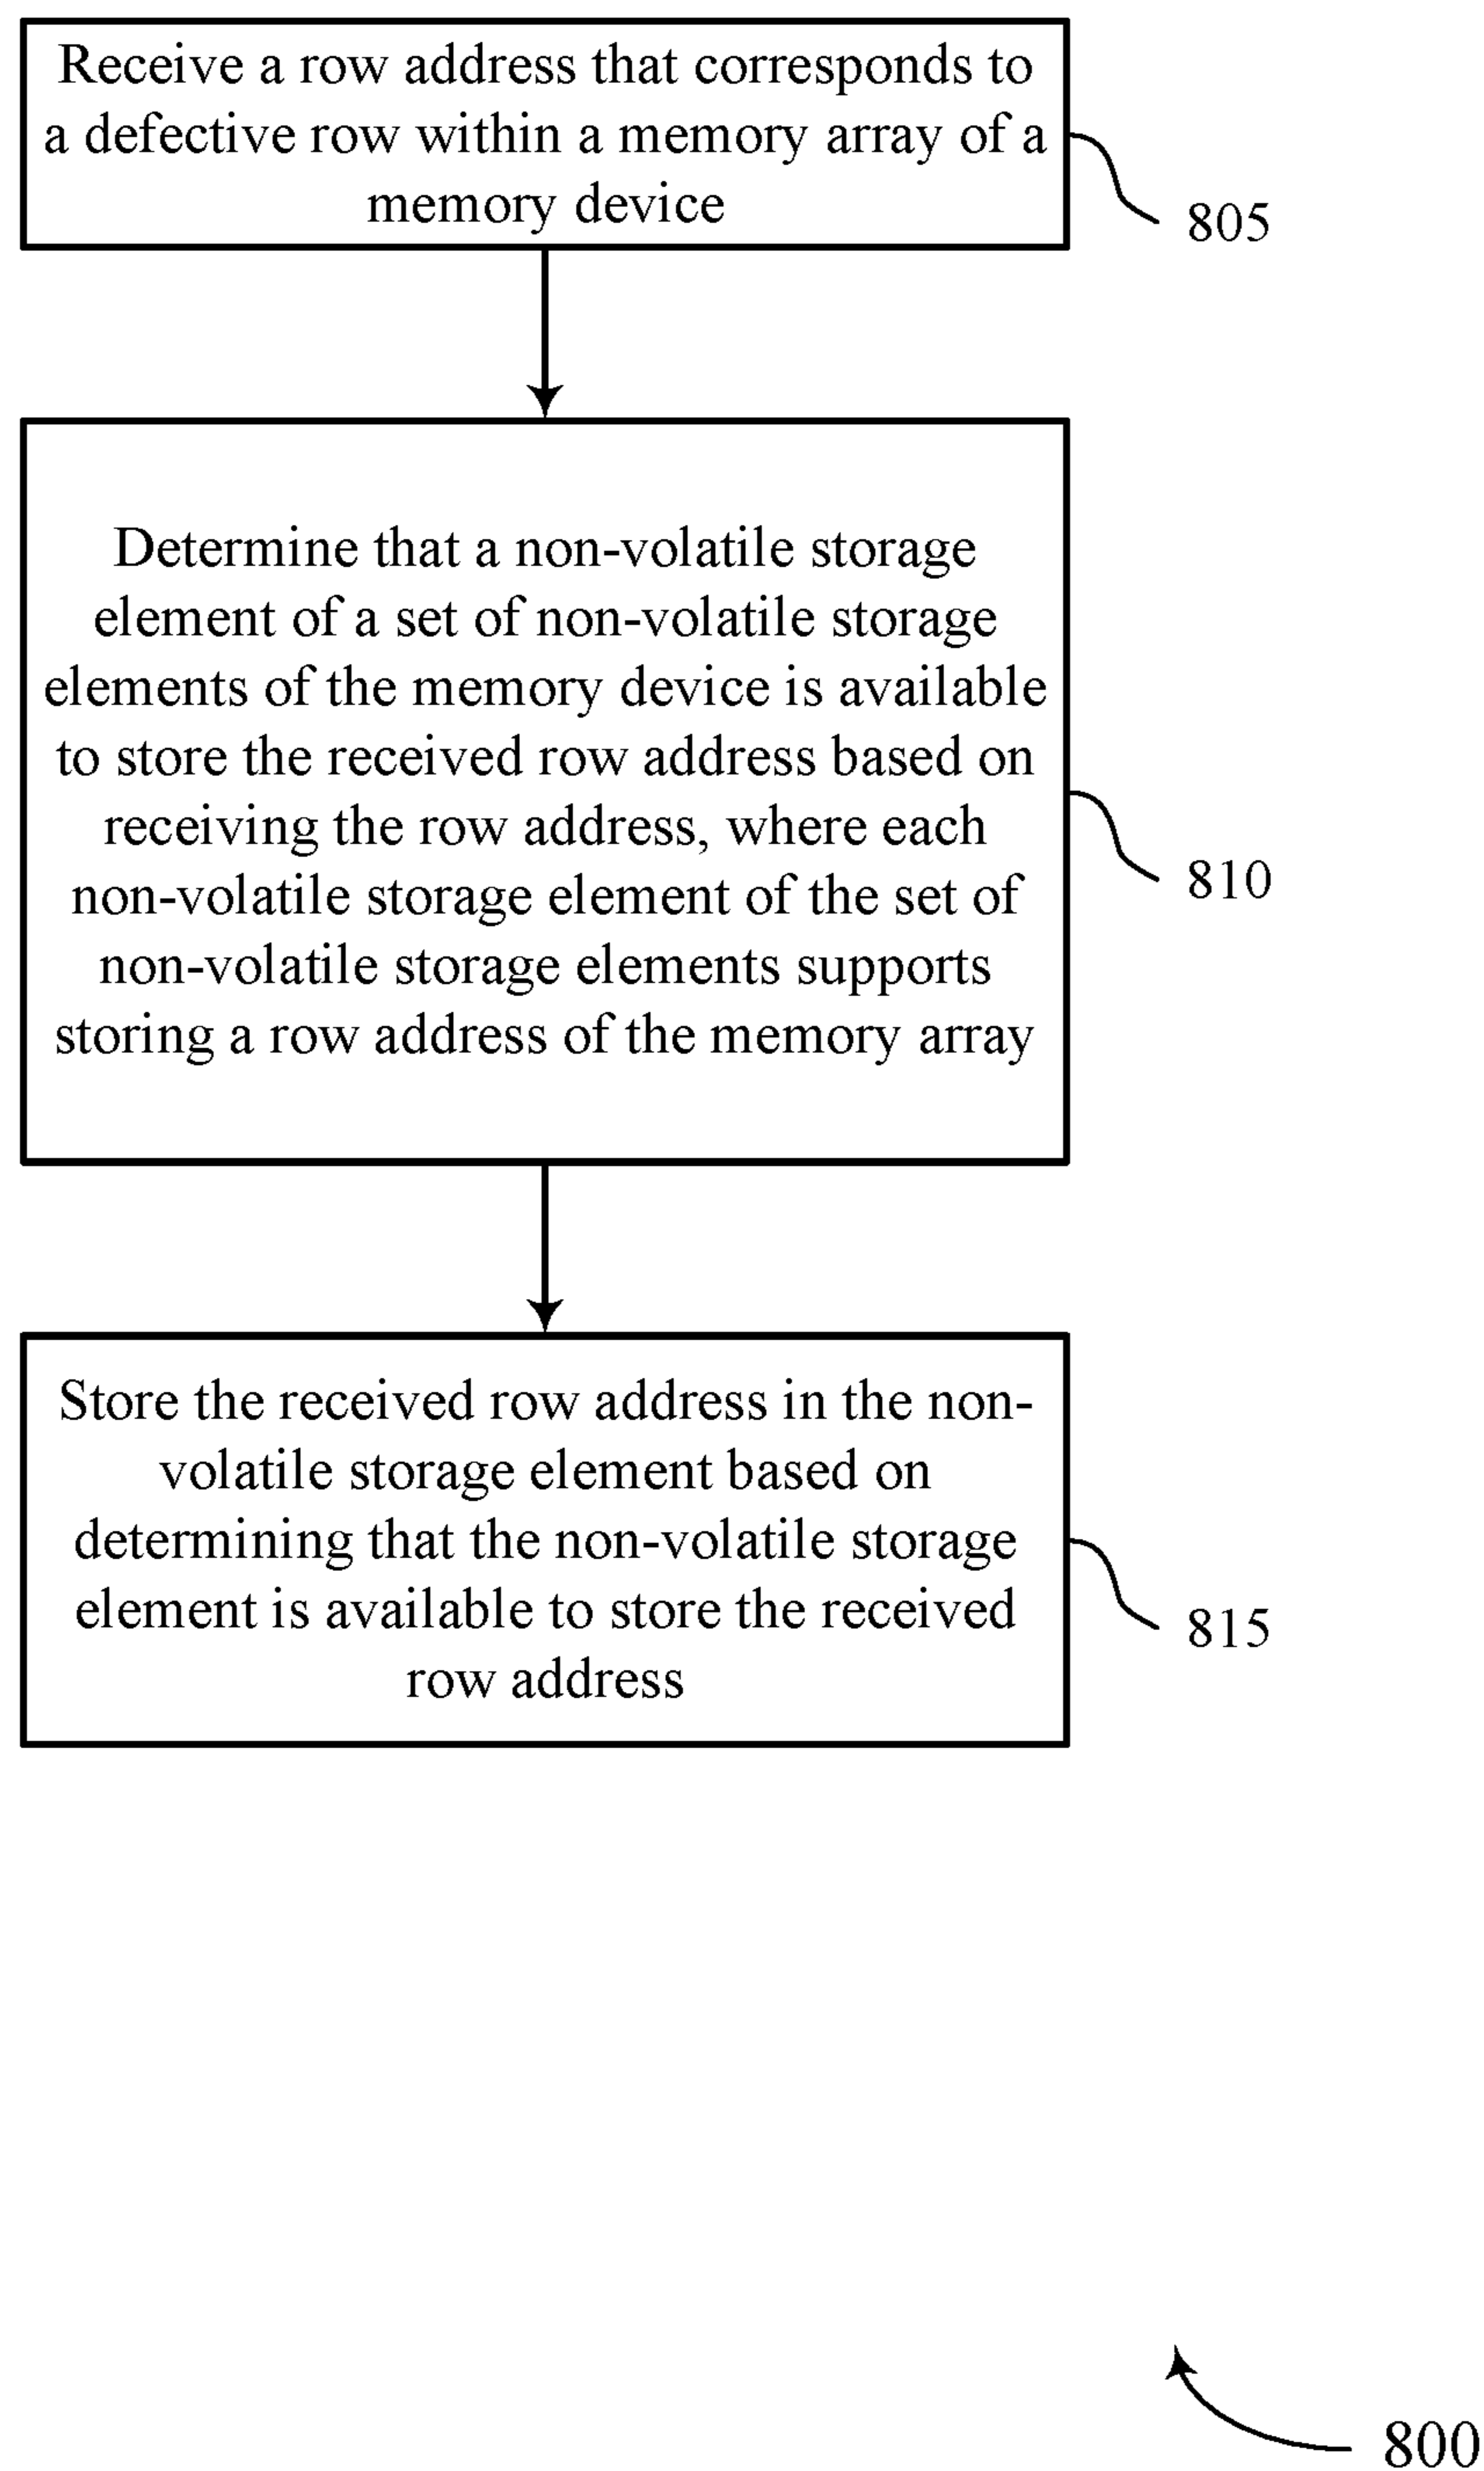 Receive a row address that corresponds to
a defective row within a memory array of a
memory device
805
Determine that a non-volatile storage
element of a set of non-volatile storage
elements of the memory device is available
to store the received row address based on
receiving the row address, where each
non-volatile storage element of the set of
non-volatile storage elements supports
storing a row address of the memory array
810
Store the received row address in the non-
volatile storage element based on
determining that the non-volatile storage
element is available to store the received
row address
815
800